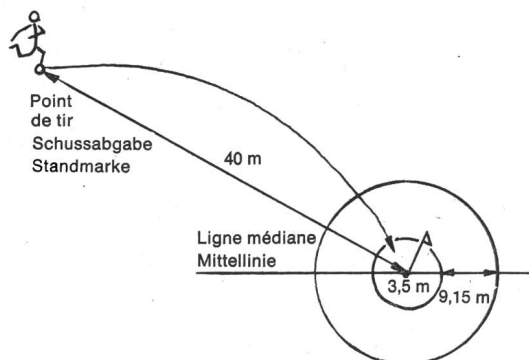 Point
de tir
Schussabgabe
Standmarke
40 m
Ligne médiane
Mittellinie
3,5 m
9,15 m